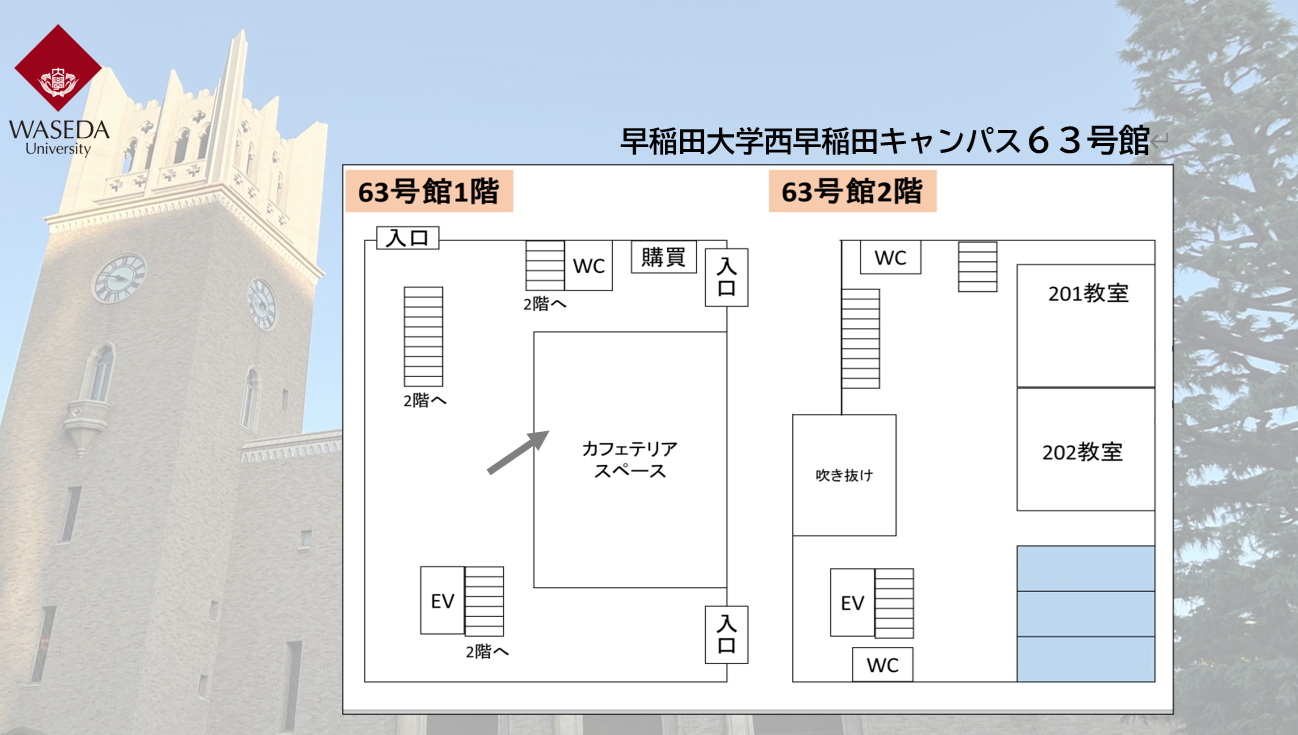 WASEDA
University
早稲田大学西早稲田キャンパス６３号館↵
63号館1階
入口
WC
購買
入口
2階へ
2階へ
カフェテリア
スペース
EV
2階へ
入口
63号館2階
WC
201教室
202教室
吹き抜け
EV
WC